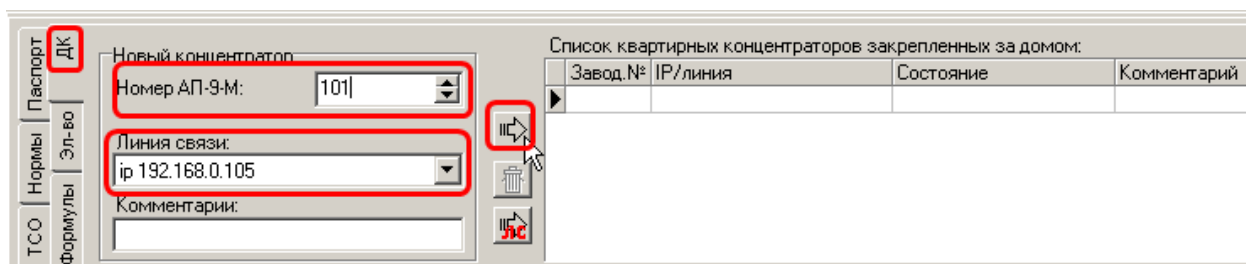 Паспорт
ДК
Нормы
Эл-во
ТСО
Формулы
Новый концентратор
Номер АП-9-М: 101
Линия связи:
ip 192.168.0.105
Комментарии:
ЛС
Список квартирных концентраторов закрепленных за домом:
Завод.№ IP/линия Состояние Комментарий